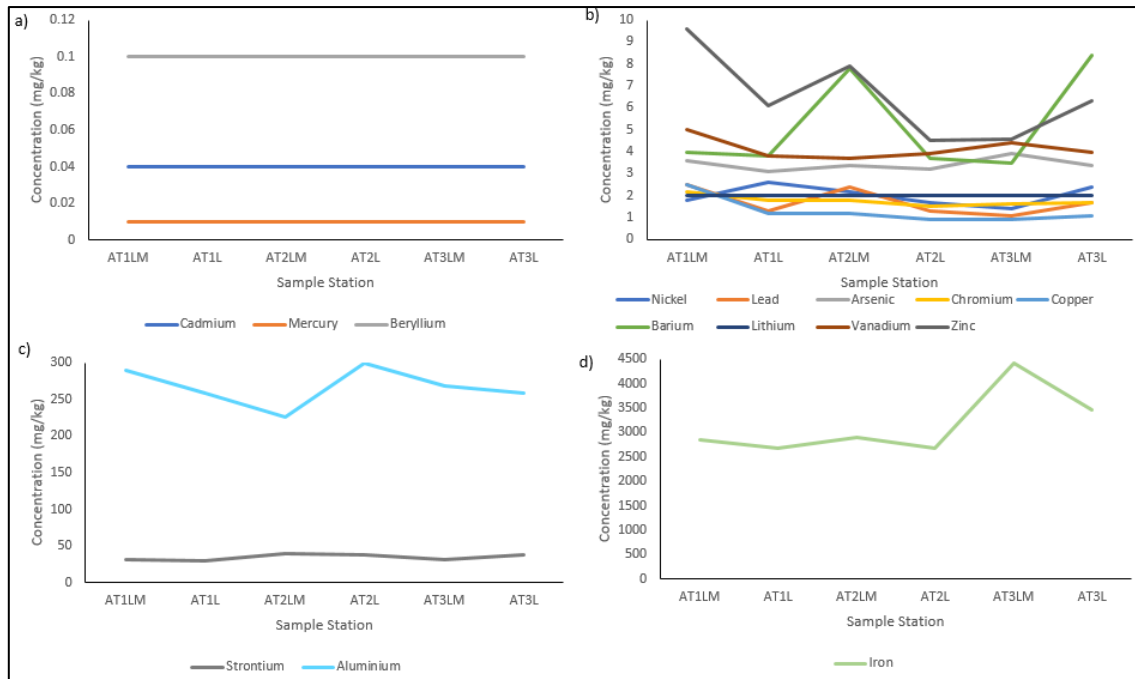 a)
Concentration (mg/kg)
0.12
0.1
0.08
0.06
0.04
0.02
0
AT1LM AT1L AT2LM AT2L AT3LM AT3L
Sample Station
Cadmium Mercury Beryllium
b)
Concentration (mg/kg)
10
9
8
7
6
5
4
3
2
1
0
AT1LM AT1L AT2LM AT2L AT3LM AT3L
Sample Station
Nickel Lead Arsenic Chromium Copper
Barium Lithium Vanadium Zinc
c)
Concentration (mg/kg)
300
250
200
150
100
50
0
AT1LM AT1L AT2LM AT2L AT3LM AT3L
Sample Station
Strontium Aluminium
d)
Concentration (mg/kg)
4500
4000
3500
3000
2500
2000
1500
1000
500
0
AT1LM AT1L AT2LM AT2L AT3LM AT3L
Sample Station
Iron